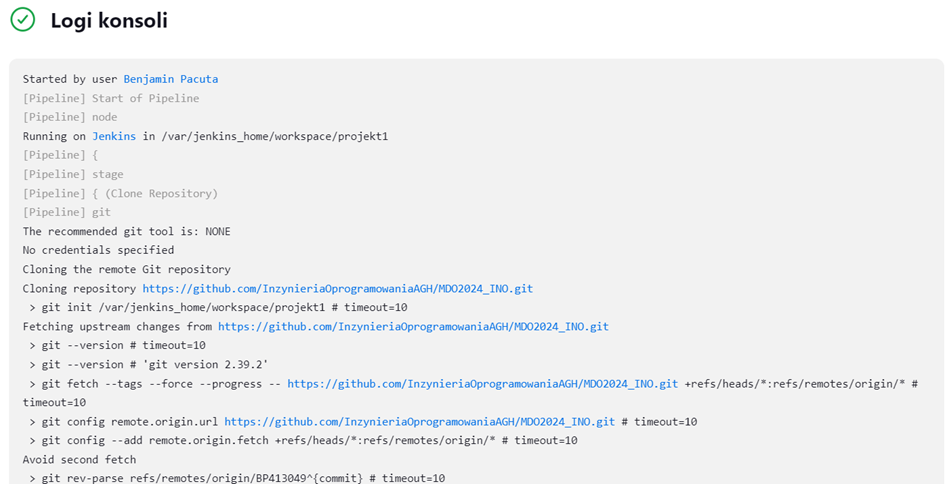 Logi konsoli
Started by user Benjamin Pacuta
[Pipeline] Start of Pipeline
[Pipeline] node
Running on Jenkins in /var/jenkins_home/workspace/projekt1
[Pipeline] {
[Pipeline] stage
[Pipeline] { (Clone Repository)
[Pipeline] git
The recommended git tool is: NONE
No credentials specified
Cloning the remote Git repository
Cloning repository https://github.com/InzynieriaOprogramowaniaAGH/MDO2024_INO.git
 > git init /var/jenkins_home/workspace/projekt1 # timeout=10
Fetching upstream changes from https://github.com/InzynieriaOprogramowaniaAGH/MDO2024_INO.git
 > git --version # timeout=10
 > git --version # 'git version 2.39.2'
 > git fetch --tags --force --progress -- https://github.com/InzynieriaOprogramowaniaAGH/MDO2024_INO.git +refs/heads/*:refs/remotes/origin/* #
timeout=10
 > git config remote.origin.url https://github.com/InzynieriaOprogramowaniaAGH/MDO2024_INO.git # timeout=10
 > git config --add remote.origin.fetch +refs/heads/*:refs/remotes/origin/* # timeout=10
Avoid second fetch
 > git rev-parse refs/remotes/origin/BP413049^{commit} # timeout=10